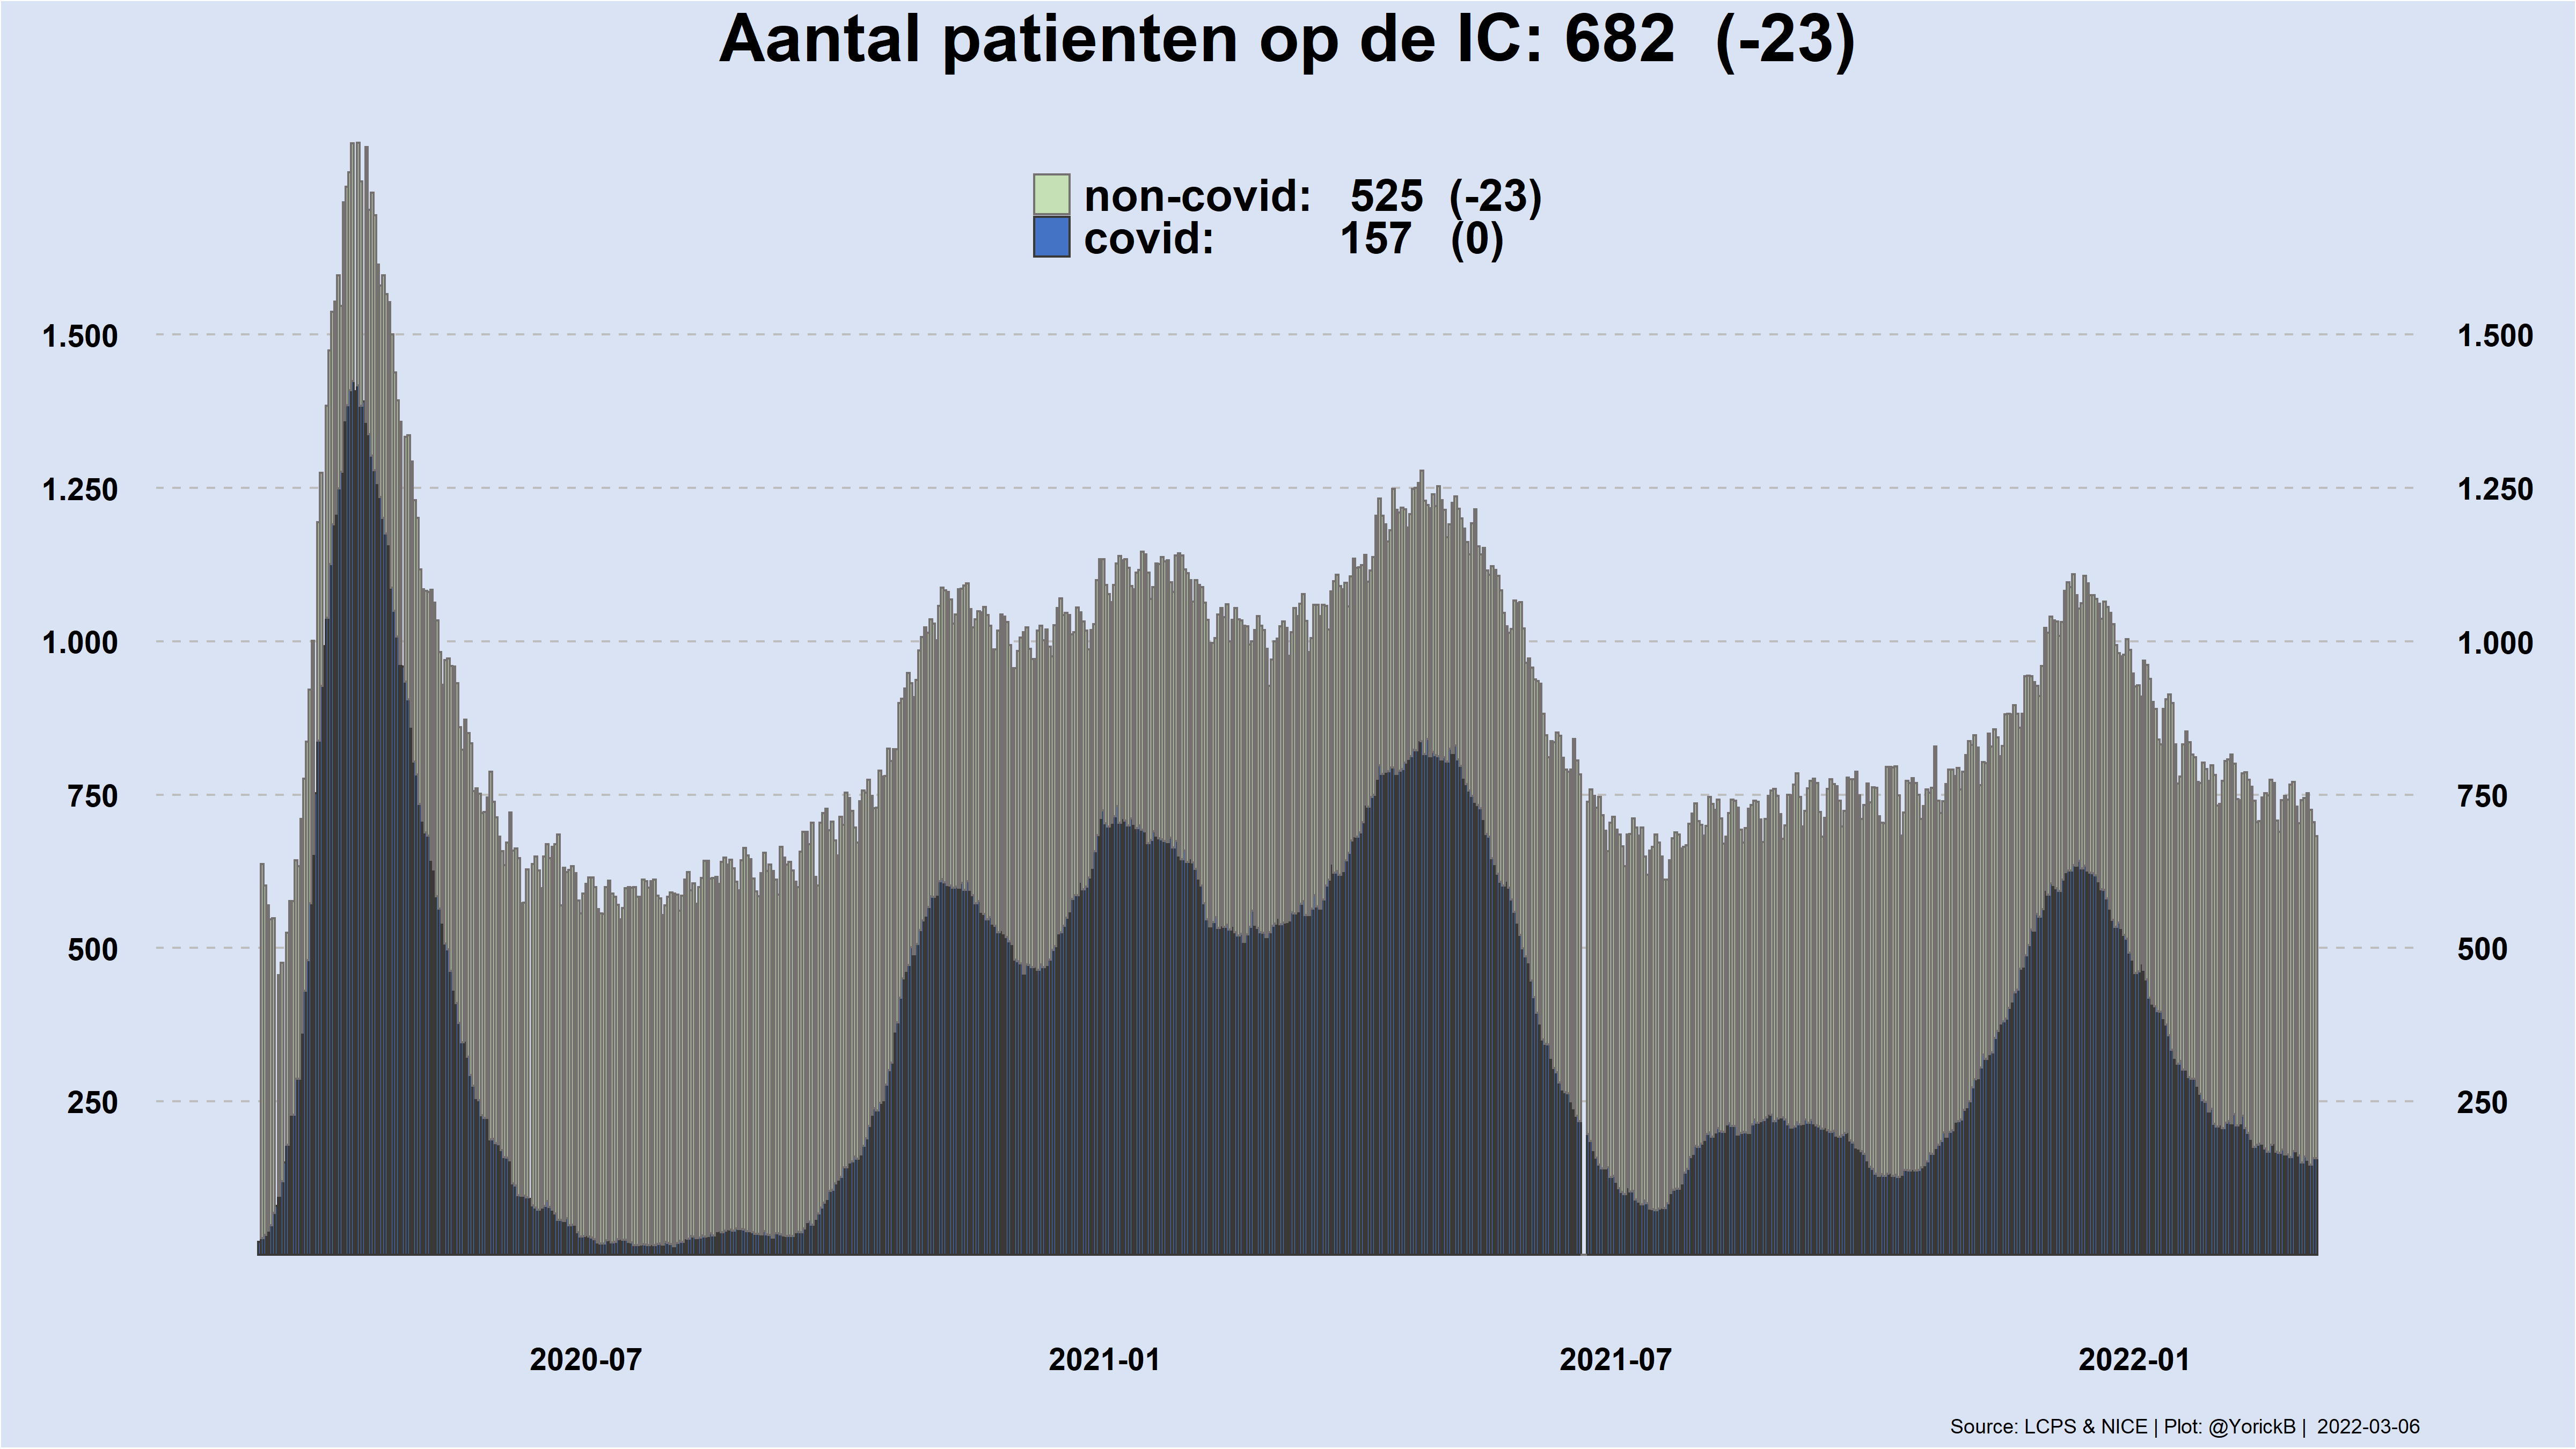 Aantal patienten op de IC: 682 (-23)
non-covid: 525 (-23)
covid: 157 (0)
1.500 1.500
1.250 1.250
1.000 1.000
750 750
500 500
250 250
2020-07 2021-01 2021-07 2022-01
Source: LCPS & NICE | Plot: @YorickB | 2022-03-06